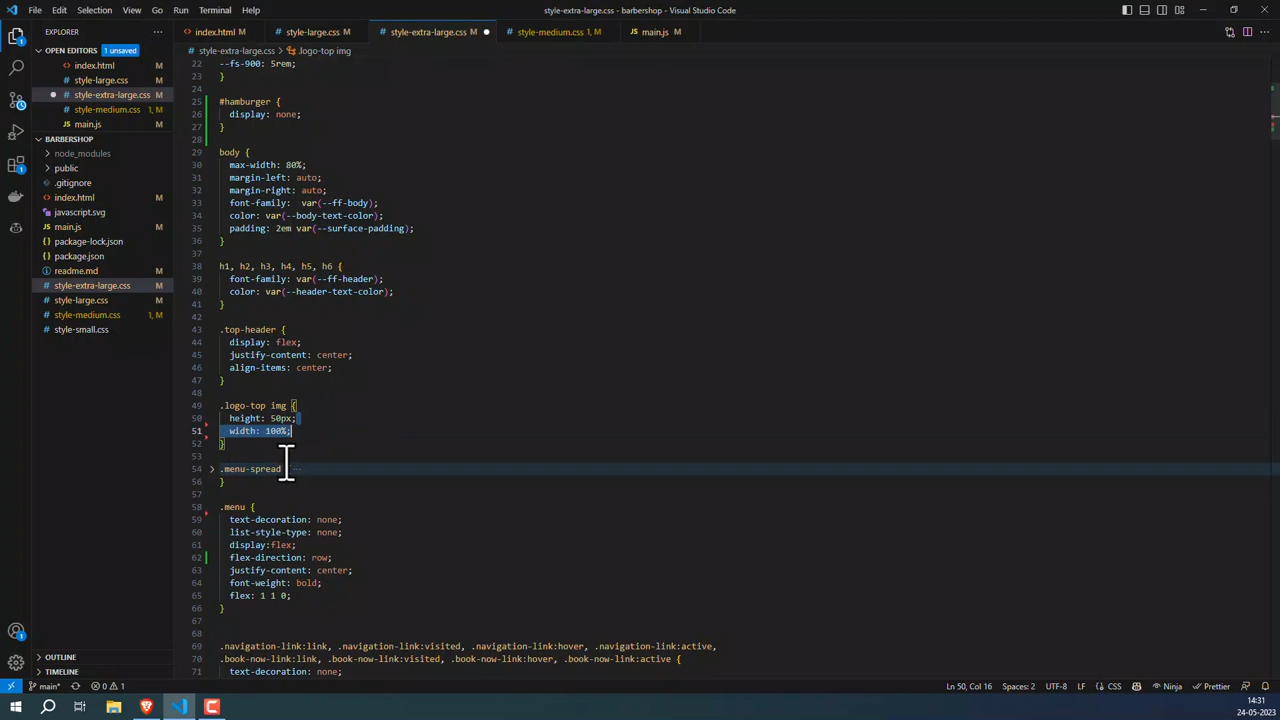 File Edit Selection View Go Run Terminal Help
style-extra-large.css - barbershop - Visual Studio Code
EXPLORER
index.html M
style-large.css M
style-extra-large.css M
style-medium.css 1, M
main.js M
OPEN EDITORS 1 unsaved
style-extra-large.css > .logo-top img
index.html M
style-large.css M
style-extra-large.css M
style-medium.css 1, M
main.js M
BARBERSHOP
node_modules
public
.gitignore
index.html M
javascript.svg
main.js M
package-lock.json
package.json
readme.md M
style-extra-large.css M
style-large.css M
style-medium.css 1, M
style-small.css
OUTLINE
TIMELINE
22 --fs-900: 5rem;
23 }
24
25 #hamburger {
26 display: none;
27 }
28
29 body {
30 max-width: 80%;
31 margin-left: auto;
32 margin-right: auto;
33 font-family: var(--ff-body);
34 color: var(--body-text-color);
35 padding: 2em var(--surface-padding);
36 }
37
38 h1, h2, h3, h4, h5, h6 {
39 font-family: var(--ff-header);
40 color: var(--header-text-color);
41 }
42
43 .top-header {
44 display: flex;
45 justify-content: center;
46 align-items: center;
47 }
48
49 .logo-top img {
50 height: 50px;
51 width: 100%;
52 }
53
54 .menu-spread ...
56 }
57
58 .menu {
59 text-decoration: none;
60 list-style-type: none;
61 display:flex;
62 flex-direction: row;
63 justify-content: center;
64 font-weight: bold;
65 flex: 1 1 0;
66 }
67
68
69 .navigation-link:link, .navigation-link:visited, .navigation-link:hover, .navigation-link:active,
70 .book-now-link:link, .book-now-link:visited, .book-now-link:hover, .book-now-link:active {
71 text-decoration: none;
main* 0 1
Ln 50, Col 16 Spaces: 2 UTF-8 LF CSS Ninja Prettier
14:31
24-05-2023